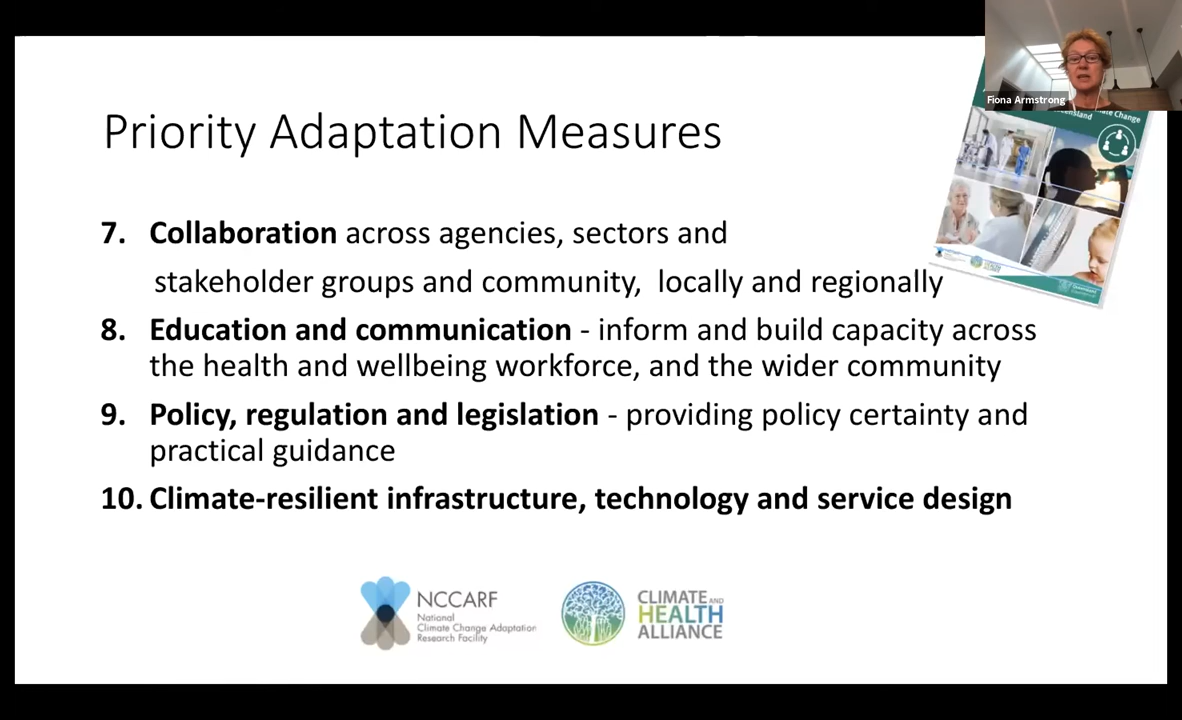 Fiona Armstrong
Climate Change
Queensland
Priority Adaptation Measures
7. Collaboration across agencies, sectors and
stakeholder groups and community, locally and regionally
8. Education and communication - inform and build capacity across
the health and wellbeing workforce, and the wider community
9. Policy, regulation and legislation - providing policy certainty and
practical guidance
10. Climate-resilient infrastructure, technology and service design
NCCARF
National
Climate Change Adaptation
Research Facility
CLIMATE AND
HEALTH
ALLIANCE